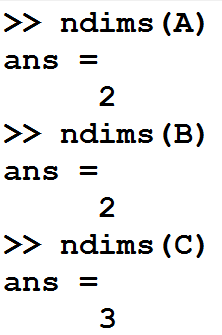 >> ndims(A)
ans =
2
>> ndims(B)
ans =
2
>> ndims(C)
ans =
3